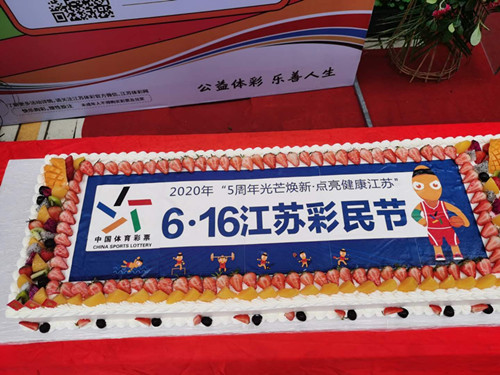 公益体彩 乐善人生
2020年“5周年光芒焕新·点亮健康江苏”
6·16江苏彩民节
中国体育彩票
CHINA SPORTS LOTTERY